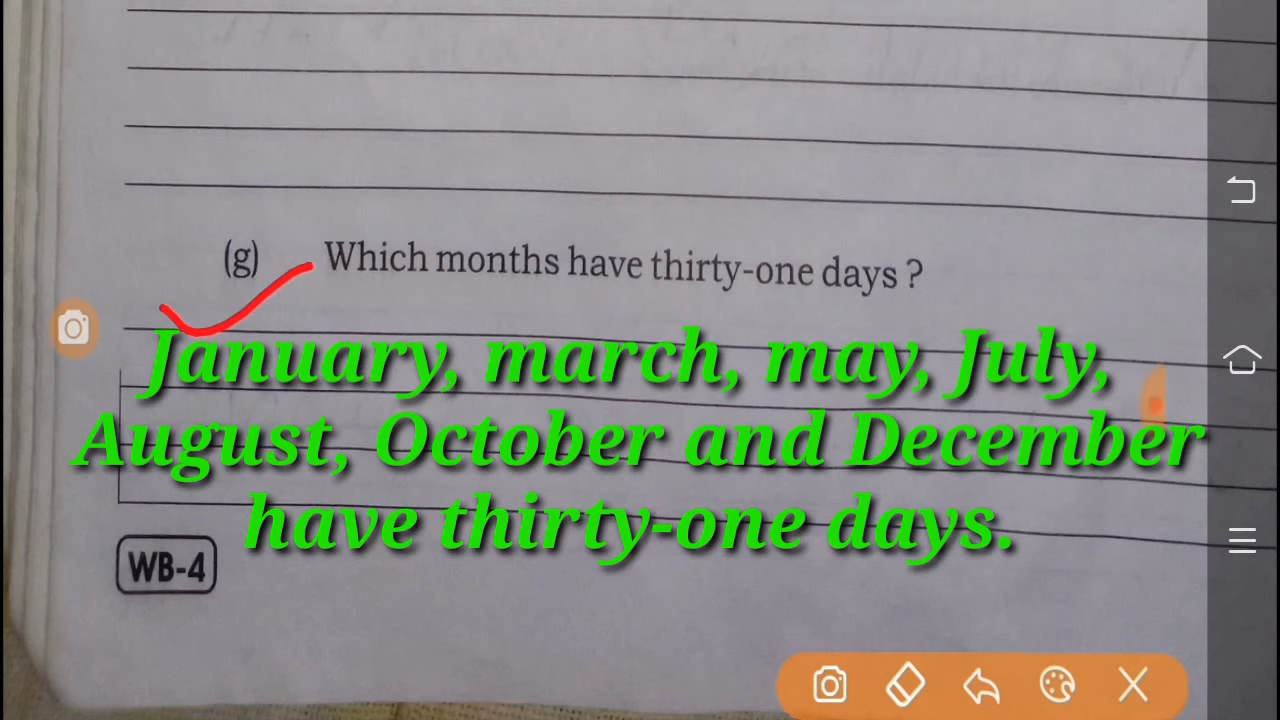 (g) Which months have thirty-one days ?
January, march, may, July,
August, October and December
have thirty-one days.
WB-4